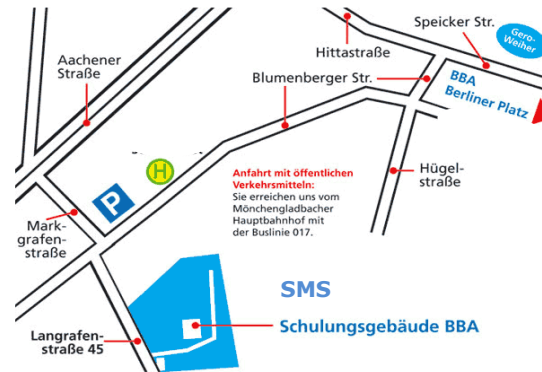 Speicker Str.
Gero-
Weiher
Hittastraße
Aachener
Straße
Blumenberger Str.
BBA
Berliner Platz
H
P
Anfahrt mit öffentlichen
Verkehrsmitteln:
Sie erreichen uns vom
Mönchengladbacher
Hauptbahnhof mit
der Buslinie 017.
Hügel-
straße
Mark-
grafen-
straße
SMS
Schulungsgebäude BBA
Langrafen-
straße 45